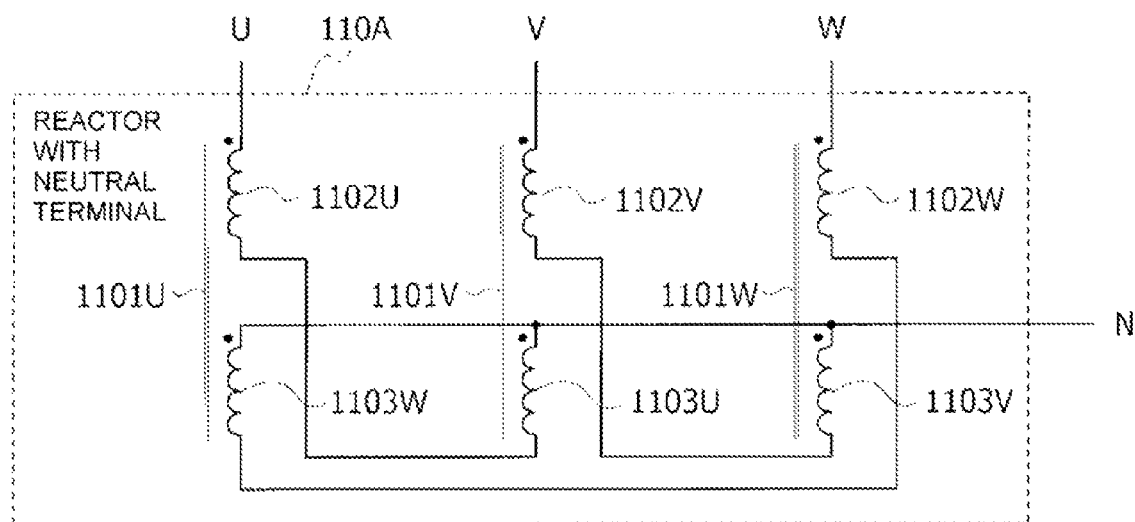 U
110A
V
W
REACTOR
WITH
NEUTRAL
TERMINAL
1102U
1102V
1102W
1101U
1101V
1101W
N
1103W
1103U
1103V